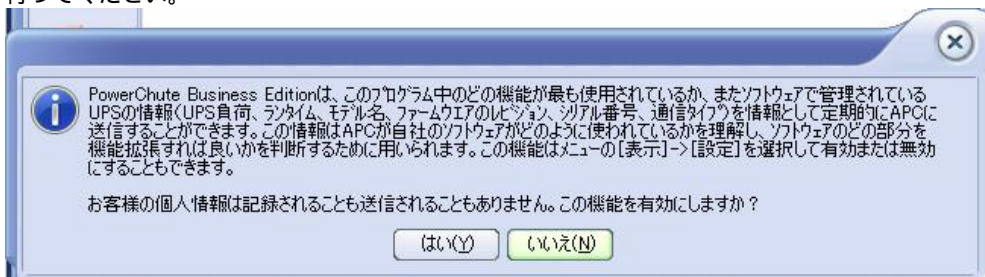 行ってください。
PowerChute Business Editionは、このプログラム中のどの機能が最も使用されているか、またソフトウェアで管理されている
UPSの情報(UPS負荷、ランタイム、モデル名、ファームウエアのレビジョン、シリアル番号、通信タイプ)を情報として定期的にAPCに
送信することができます。この情報はAPCが自社のソフトウェアがどのように使われているかを理解し、ソフトウェアのどの部分を
機能拡張すれば良いかを判断するために用いられます。この機能はメニューの[表示]->[設定]を選択して有効または無効
にすることもできます。
お客様の個人情報は記録されることも送信されることもありません。この機能を有効にしますか?
はい(Y)
いいえ(N)